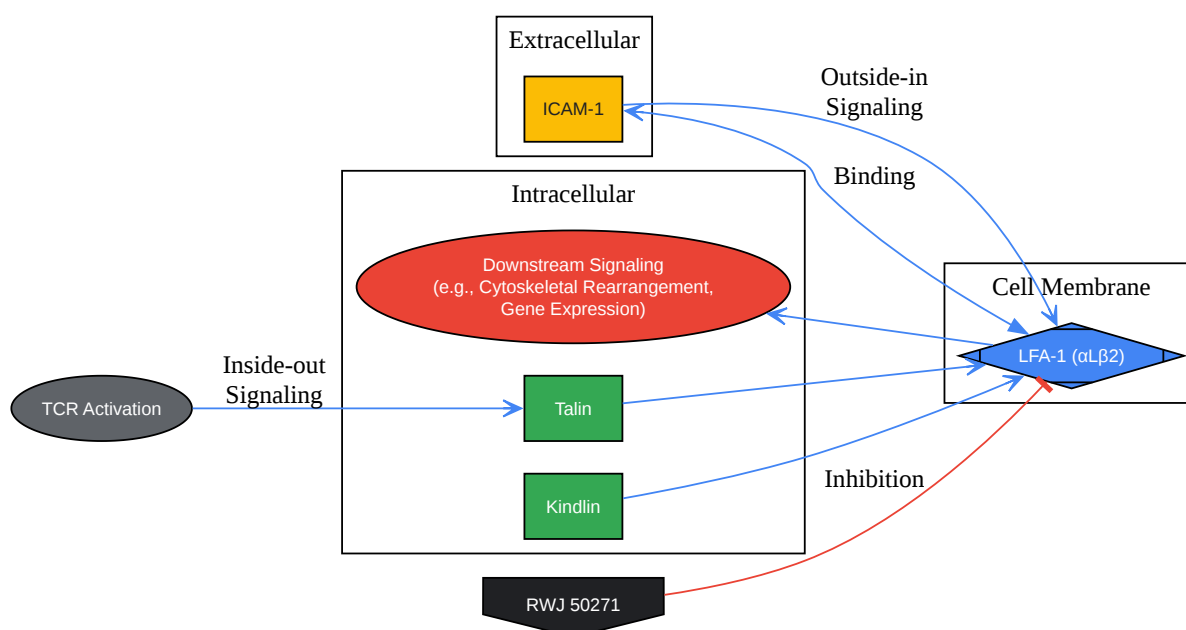 Extracellular
ICAM-1
Outside-in
Signaling
Binding
Intracellular
Downstream Signaling
(e.g., Cytoskeletal Rearrangement,
Gene Expression)
Cell Membrane
LFA-1 (αLβ2)
Inside-out
Signaling
TCR Activation
Talin
Kindlin
Inhibition
RWJ 50271